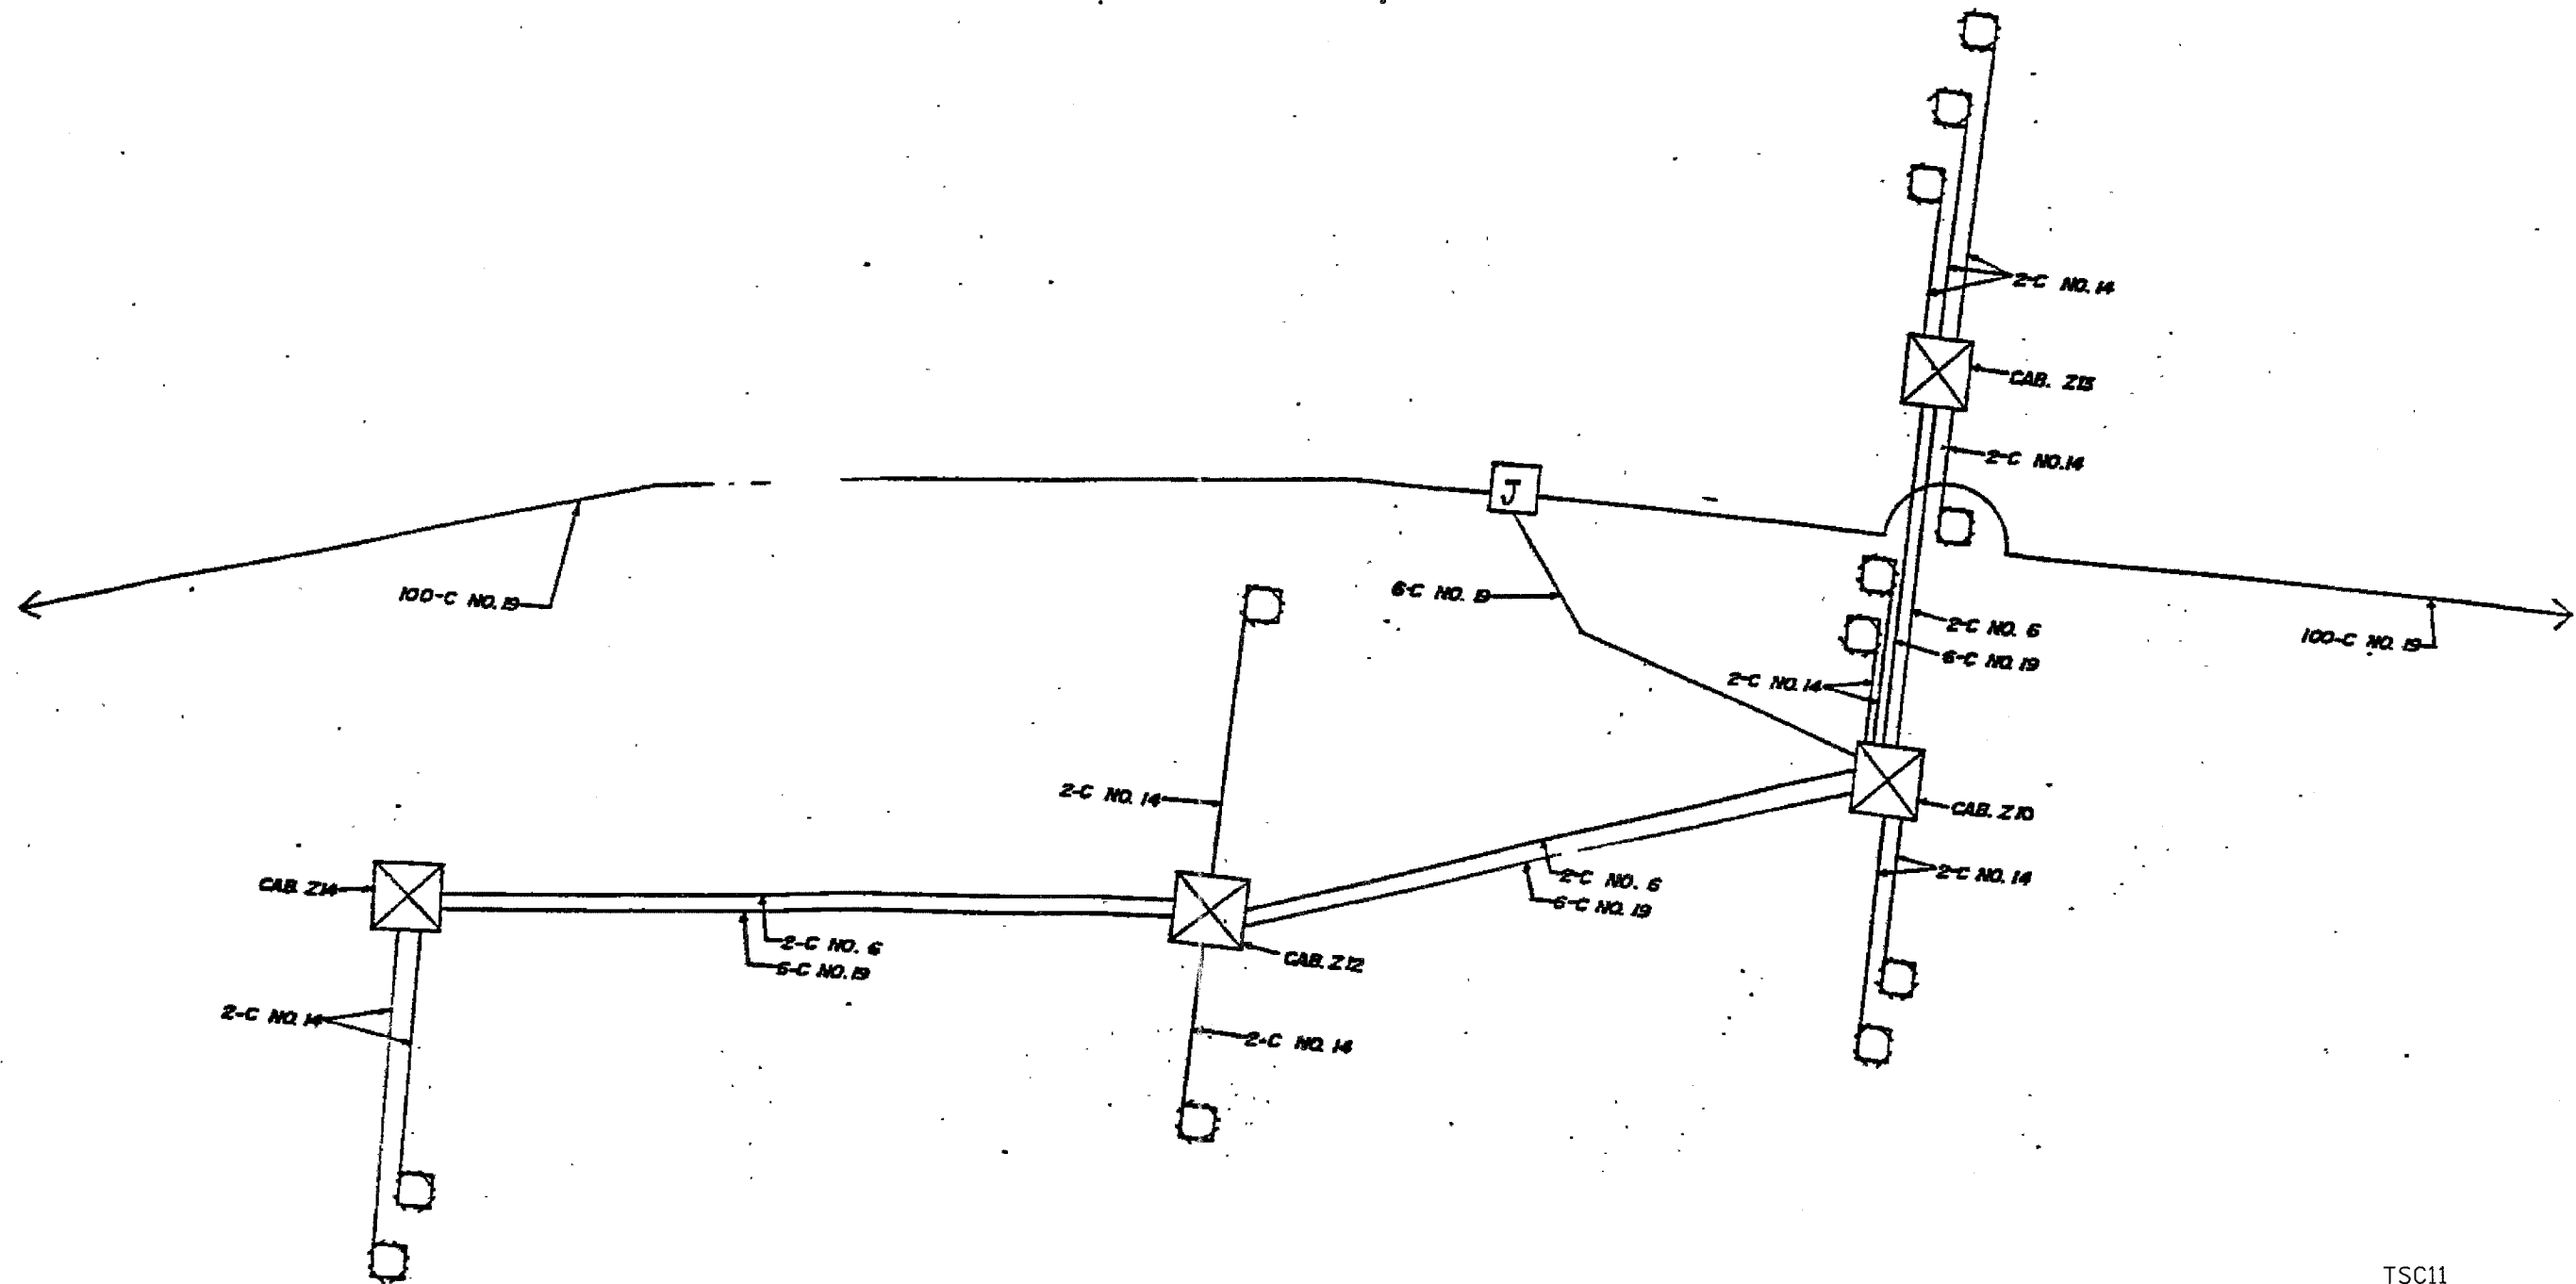 2-C NO. 14
CAB. Z13
2-C NO. 14
J
100-C NO. 19
6-C NO. 19
2-C NO. 6
6-C NO. 19
100-C NO. 19
2-C NO. 14
2-C NO. 14
CAB. Z10
2-C NO. 14
CAB. Z14
2-C NO. 6
6-C NO. 19
2-C NO. 6
6-C NO. 19
CAB. Z12
2-C NO. 14
2-C NO. 14
TSC11